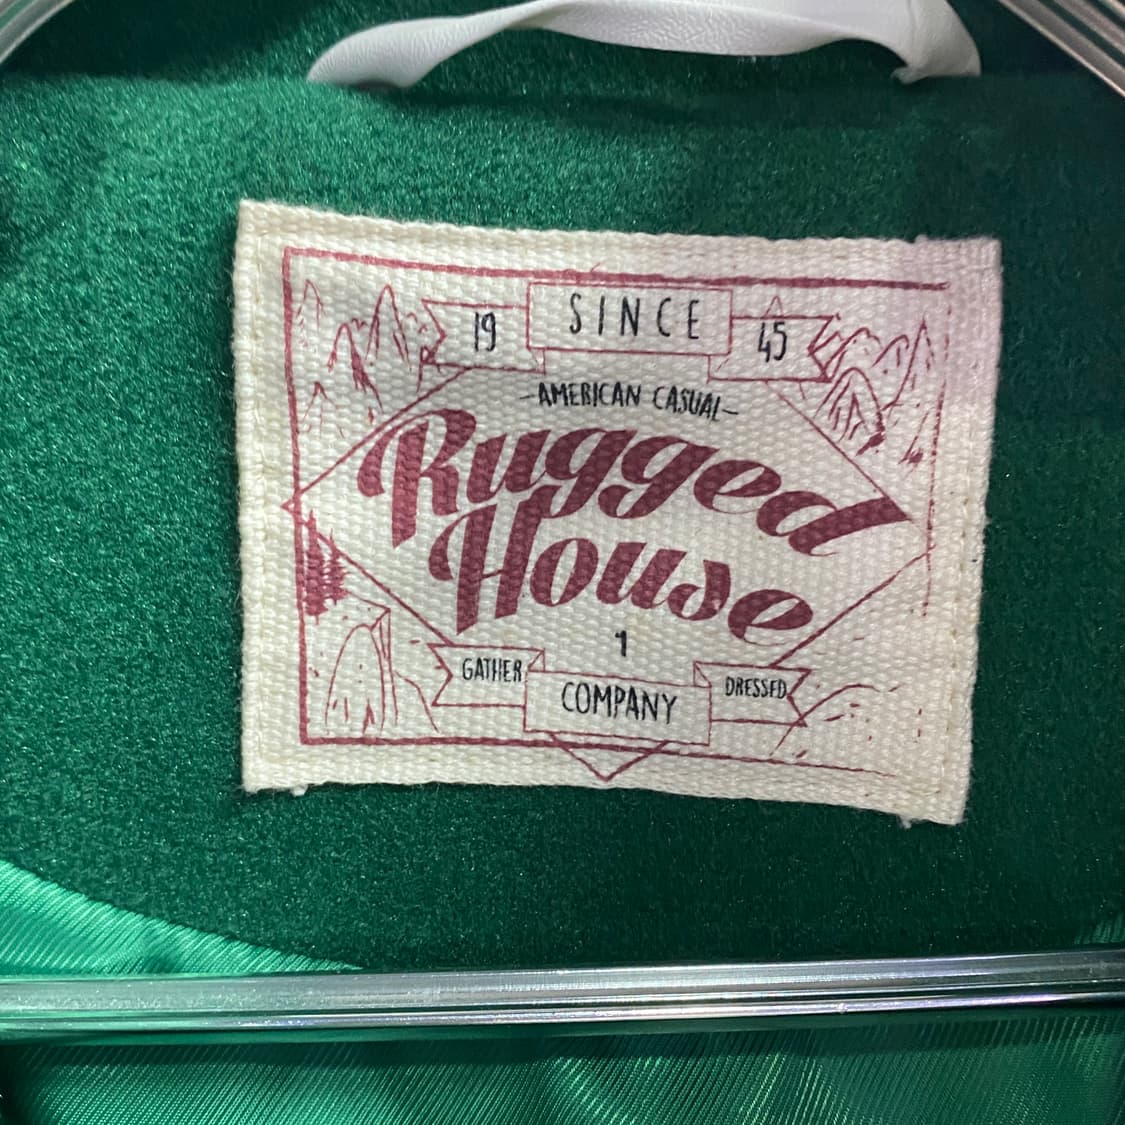 19 SINCE 45
-AMERICAN CASUAL-
Rugged
House
1
GATHER COMPANY DRESSED